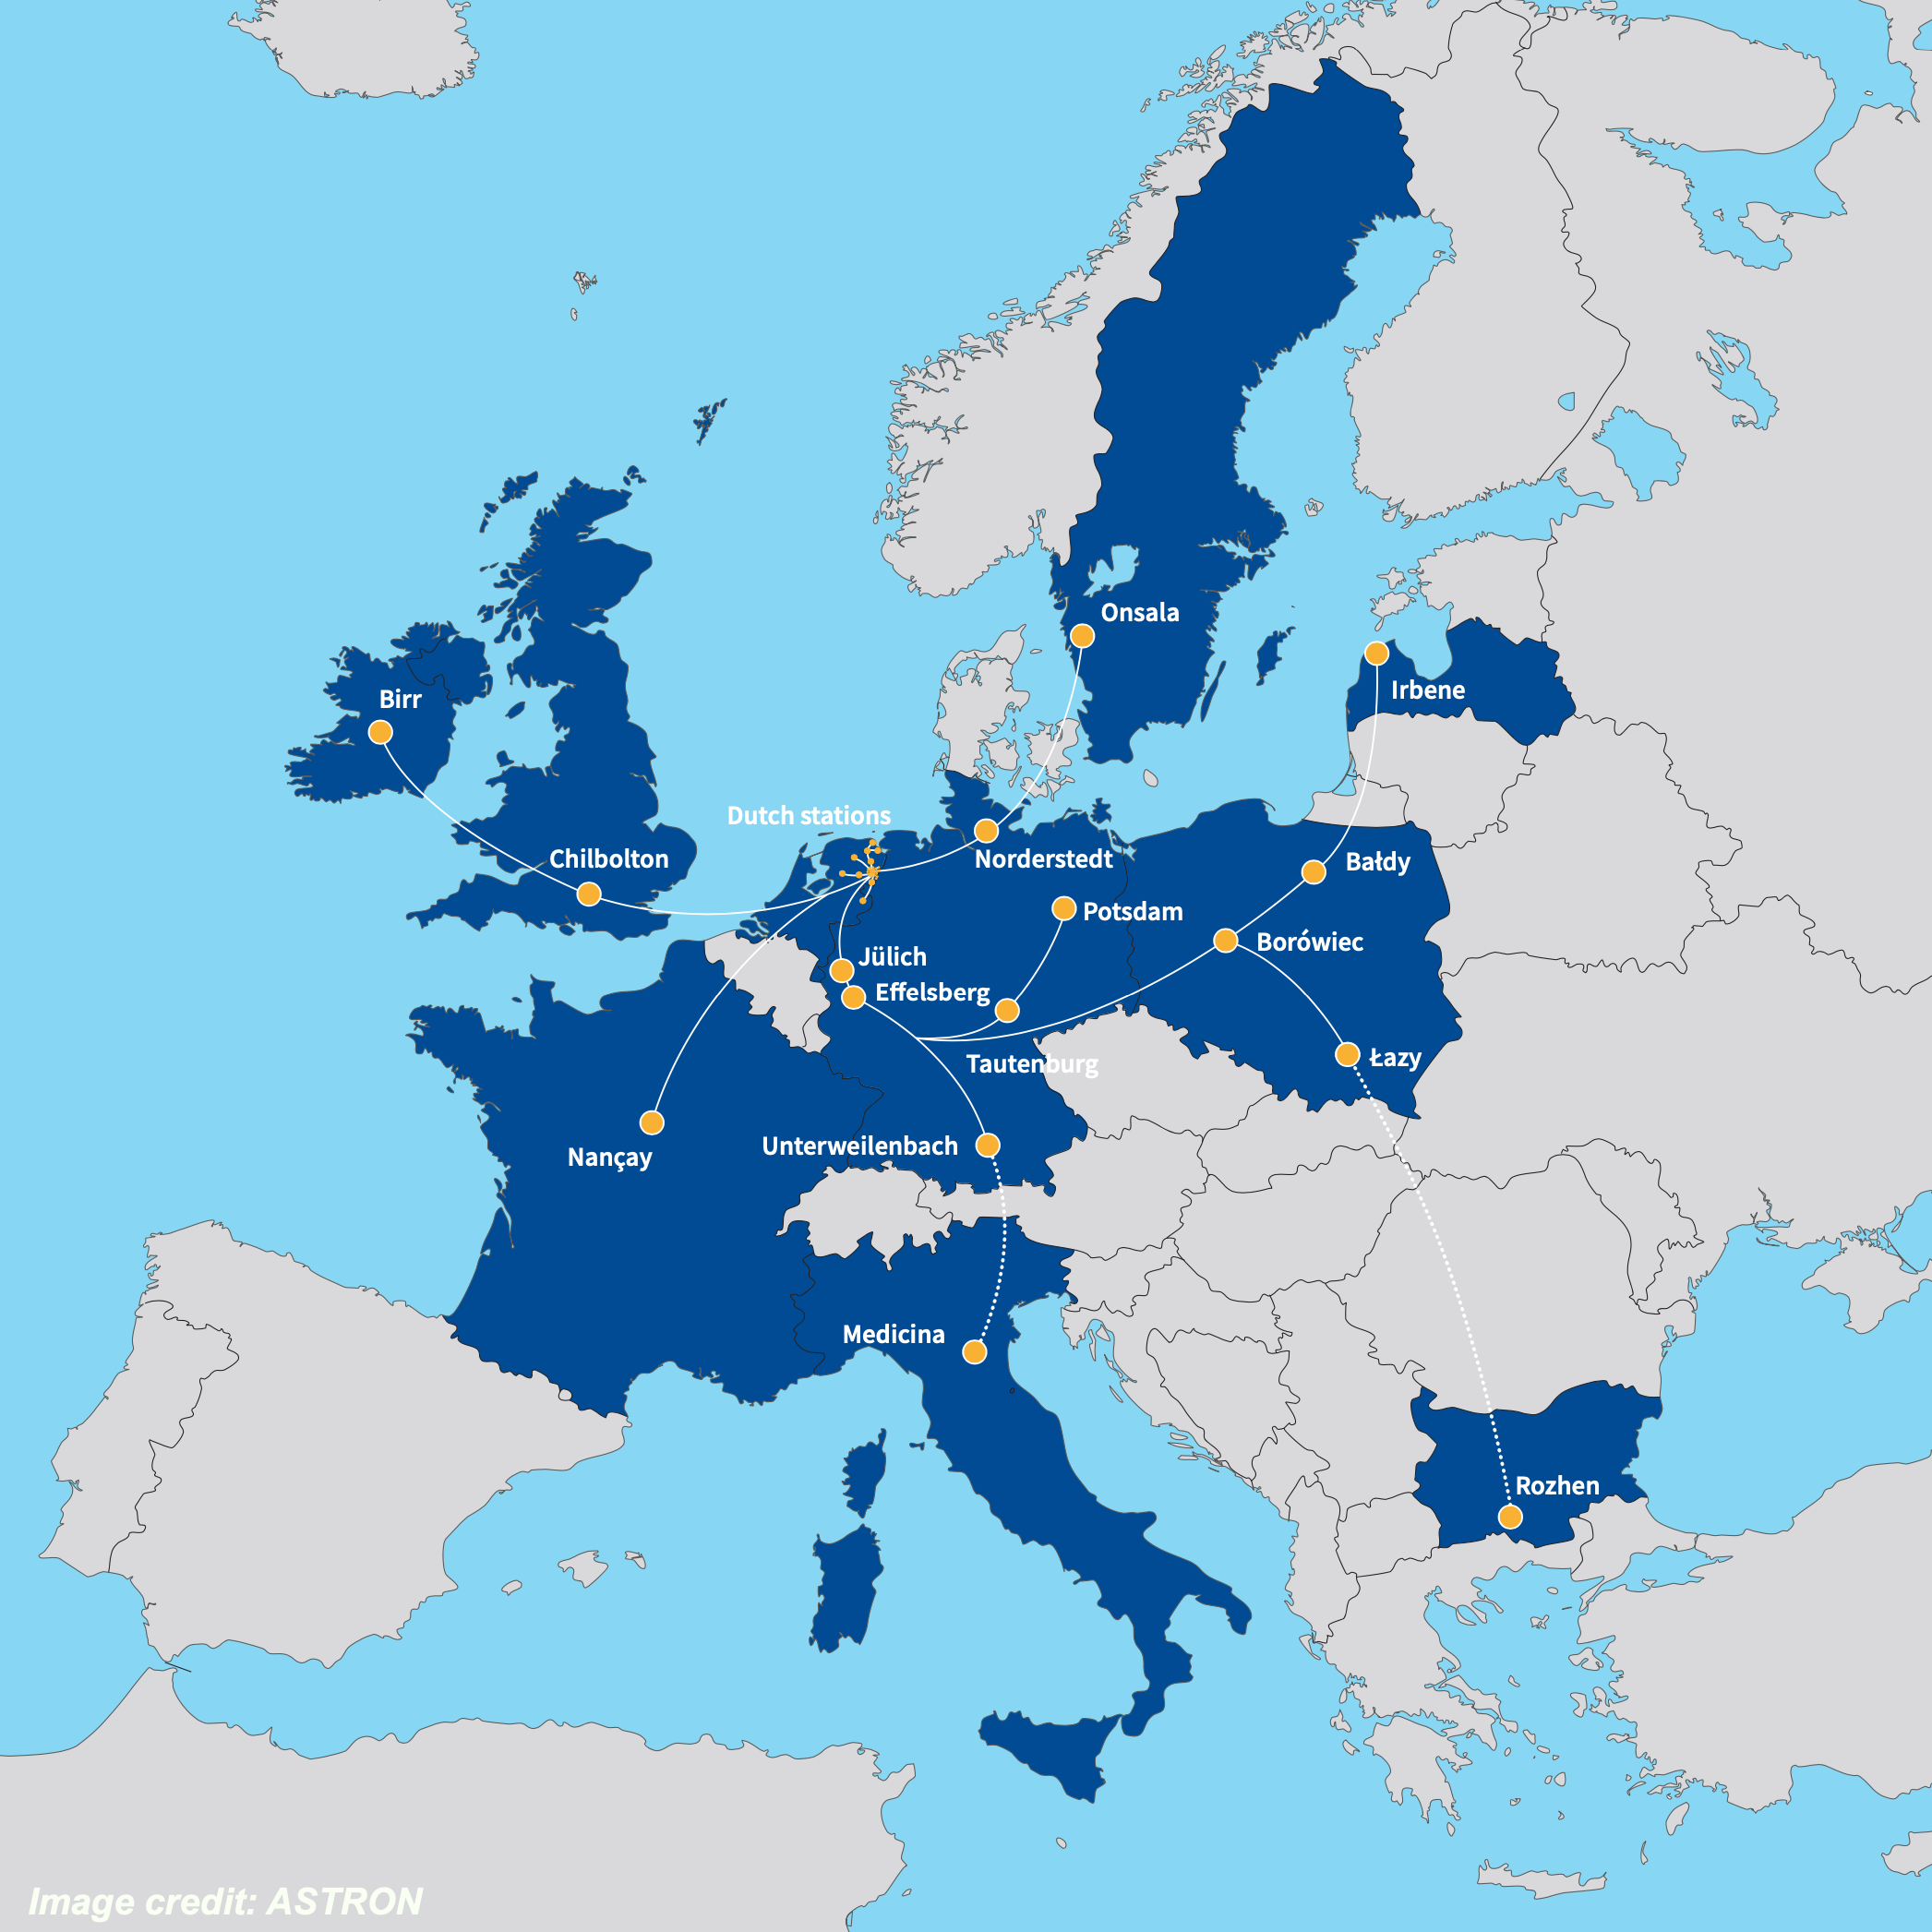 Onsala
Irbene
Birr
Dutch stations
Chilbolton
Norderstedt
Bałdy
Potsdam
Borówiec
Jülich
Effelsberg
Tautenburg
Łazy
Unterweilenbach
Nançay
Medicina
Rozhen
Image credit: ASTRON